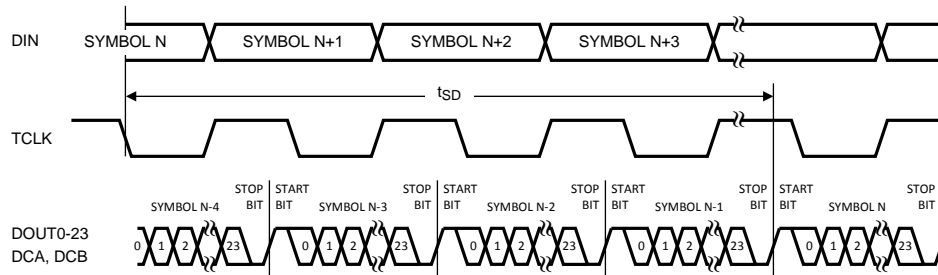 DIN
SYMBOL N SYMBOL N+1 SYMBOL N+2 SYMBOL N+3
tSD
TCLK
STOP BIT START BIT STOP BIT START BIT STOP BIT START BIT STOP BIT START BIT STOP BIT
SYMBOL N-4 SYMBOL N-3 SYMBOL N-2 SYMBOL N-1 SYMBOL N
DOUT0-23
0 1 2 23 0 1 2 23 0 1 2 23 0 1 2 23 0 1 2 23
DCA, DCB